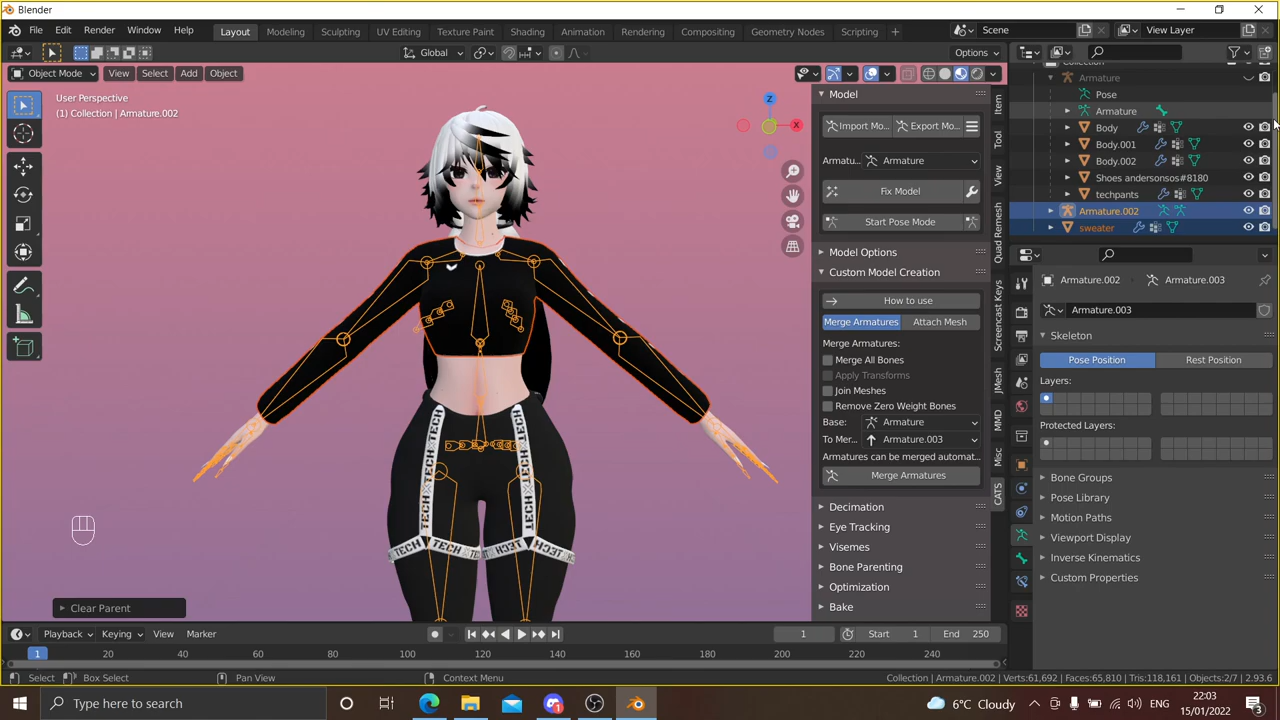 Blender
File Edit Render Window Help Layout Modeling Sculpting UV Editing Texture Paint Shading Animation Rendering Compositing Geometry Nodes Scripting + Scene View Layer
Global Options
Object Mode View Select Add Object
User Perspective
(1) Collection | Armature.002
Z
X
Model
Import Mo... Export Mo...
Armatu... Armature
Fix Model
Start Pose Mode
Model Options
Custom Model Creation
How to use
Merge Armatures Attach Mesh
Merge Armatures:
Merge All Bones
Apply Transforms
Join Meshes
Remove Zero Weight Bones
Base: Armature
To Mer... Armature.003
Armatures can be merged automat...
Merge Armatures
Decimation
Eye Tracking
Visemes
Bone Parenting
Optimization
Bake
Item
Tool
View
Quad Remesh
Screencast Keys
JMesh
MMD
Misc
CATS
Collection
Armature
Pose
Armature
Body
Body.001
Body.002
Shoes andersonsos#8180
techpants
Armature.002
sweater
Armature.002 Armature.003
Armature.003
Skeleton
Pose Position Rest Position
Layers:
Protected Layers:
Bone Groups
Pose Library
Motion Paths
Viewport Display
Inverse Kinematics
Custom Properties
TECH
TECH
TECH TECH TECH TECH
Clear Parent
Playback Keying View Marker 1 Start 1 End 250
1 20 40 60 80 100 120 140 160 180 200 220 240
Select Box Select Pan View Context Menu Collection | Armature.002 | Verts:61,692 | Faces:65,810 | Tris:118,161 | Objects:2/7 | 2.93.6
Type here to search 6°C Cloudy 22:03
15/01/2022
3